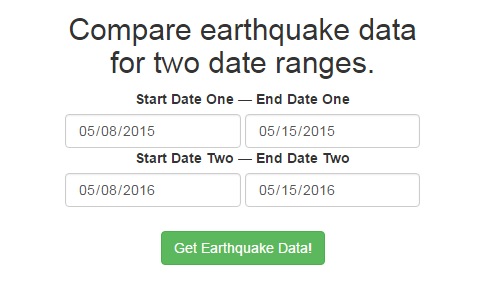 Compare earthquake data
for two date ranges.
Start Date One — End Date One
05/08/2015 05/15/2015
Start Date Two — End Date Two
05/08/2016 05/15/2016
Get Earthquake Data!